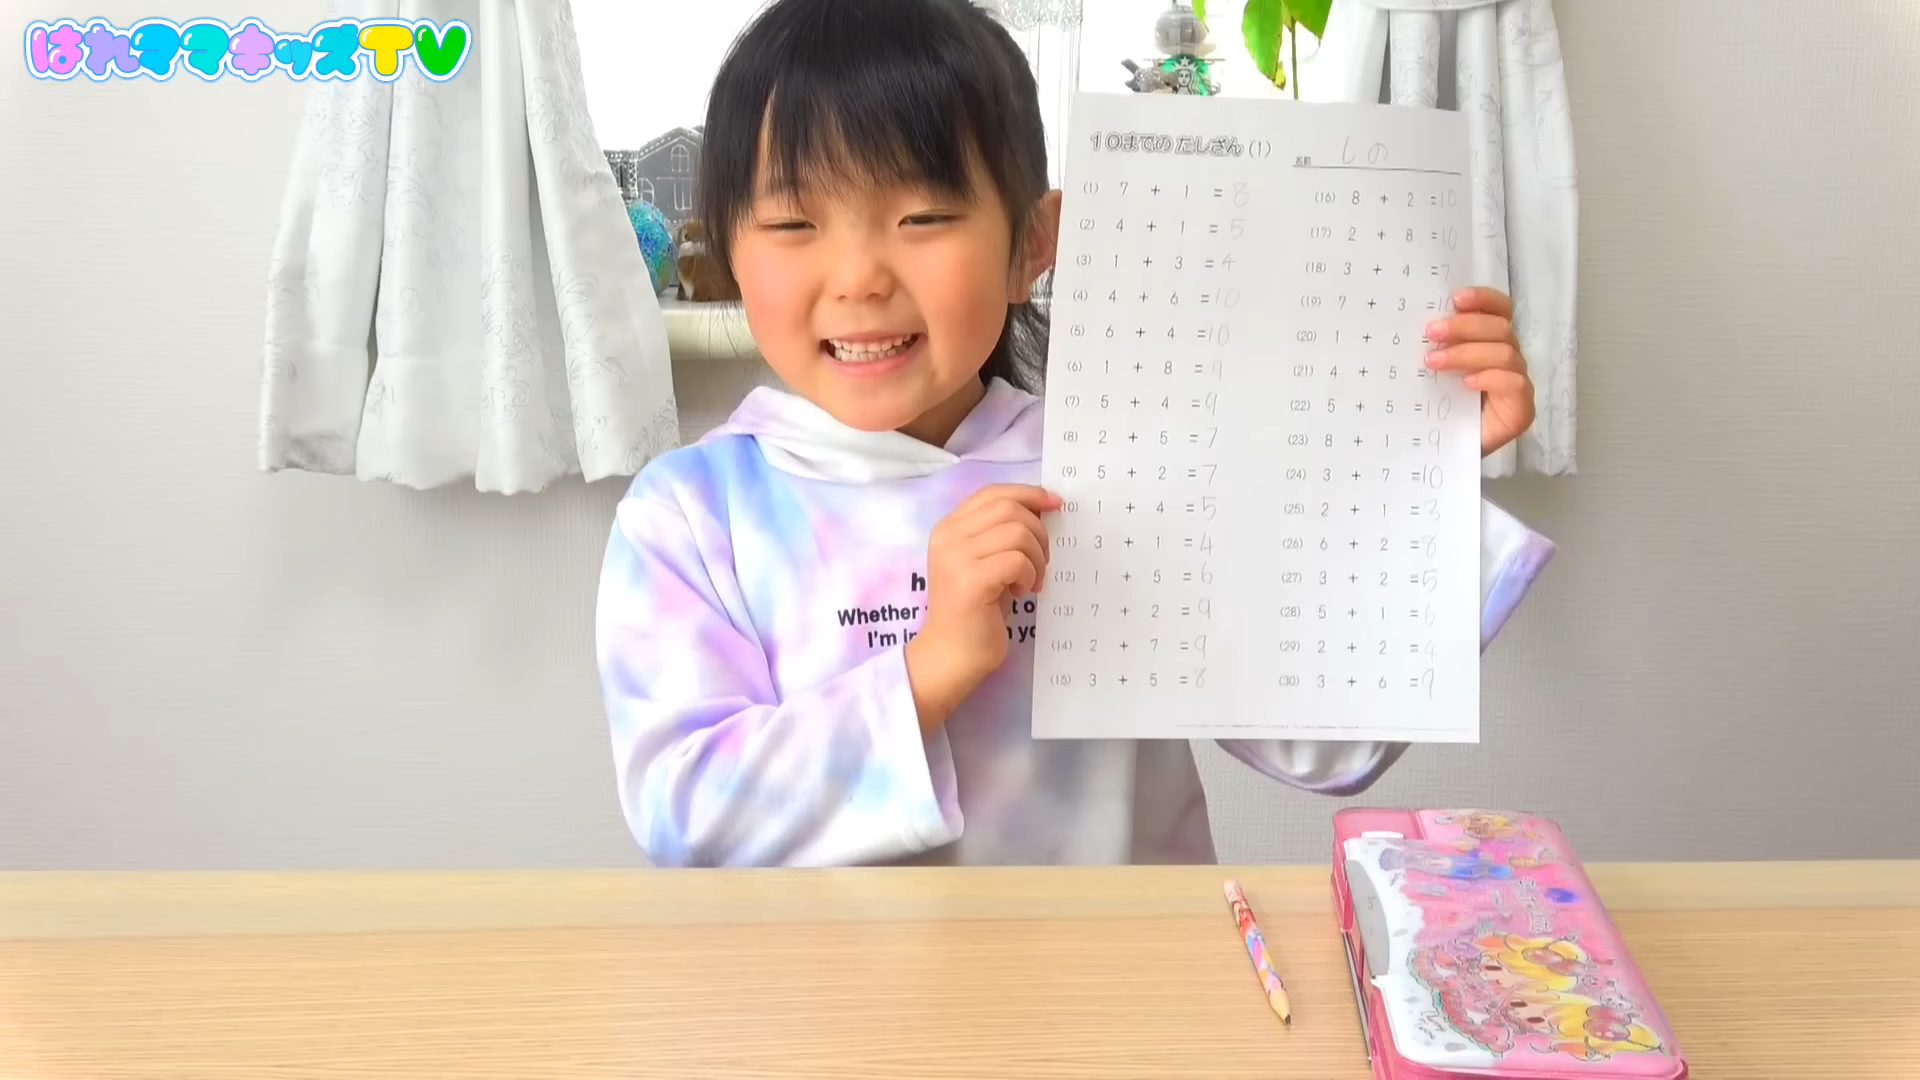 はれママキッズTV
10までの たしざん (1)
名前 しの
(1) 7 + 1 = 8
(2) 4 + 1 = 5
(3) 1 + 3 = 4
(4) 4 + 6 = 10
(5) 6 + 4 = 10
(6) 1 + 8 = 9
(7) 5 + 4 = 9
(8) 2 + 5 = 7
(9) 5 + 2 = 7
(10) 1 + 4 = 5
(11) 3 + 1 = 4
(12) 1 + 5 = 6
(13) 7 + 2 = 9
(14) 2 + 7 = 9
(15) 3 + 5 = 8
(16) 8 + 2 = 10
(17) 2 + 8 = 10
(18) 3 + 4 = 7
(19) 7 + 3 = 10
(20) 1 + 6 =
(21) 4 + 5 = 9
(22) 5 + 5 = 10
(23) 8 + 1 = 9
(24) 3 + 7 = 10
(25) 2 + 1 = 3
(26) 6 + 2 = 8
(27) 3 + 2 = 5
(28) 5 + 1 = 6
(29) 2 + 2 = 4
(30) 3 + 6 = 9
Whether
I'm